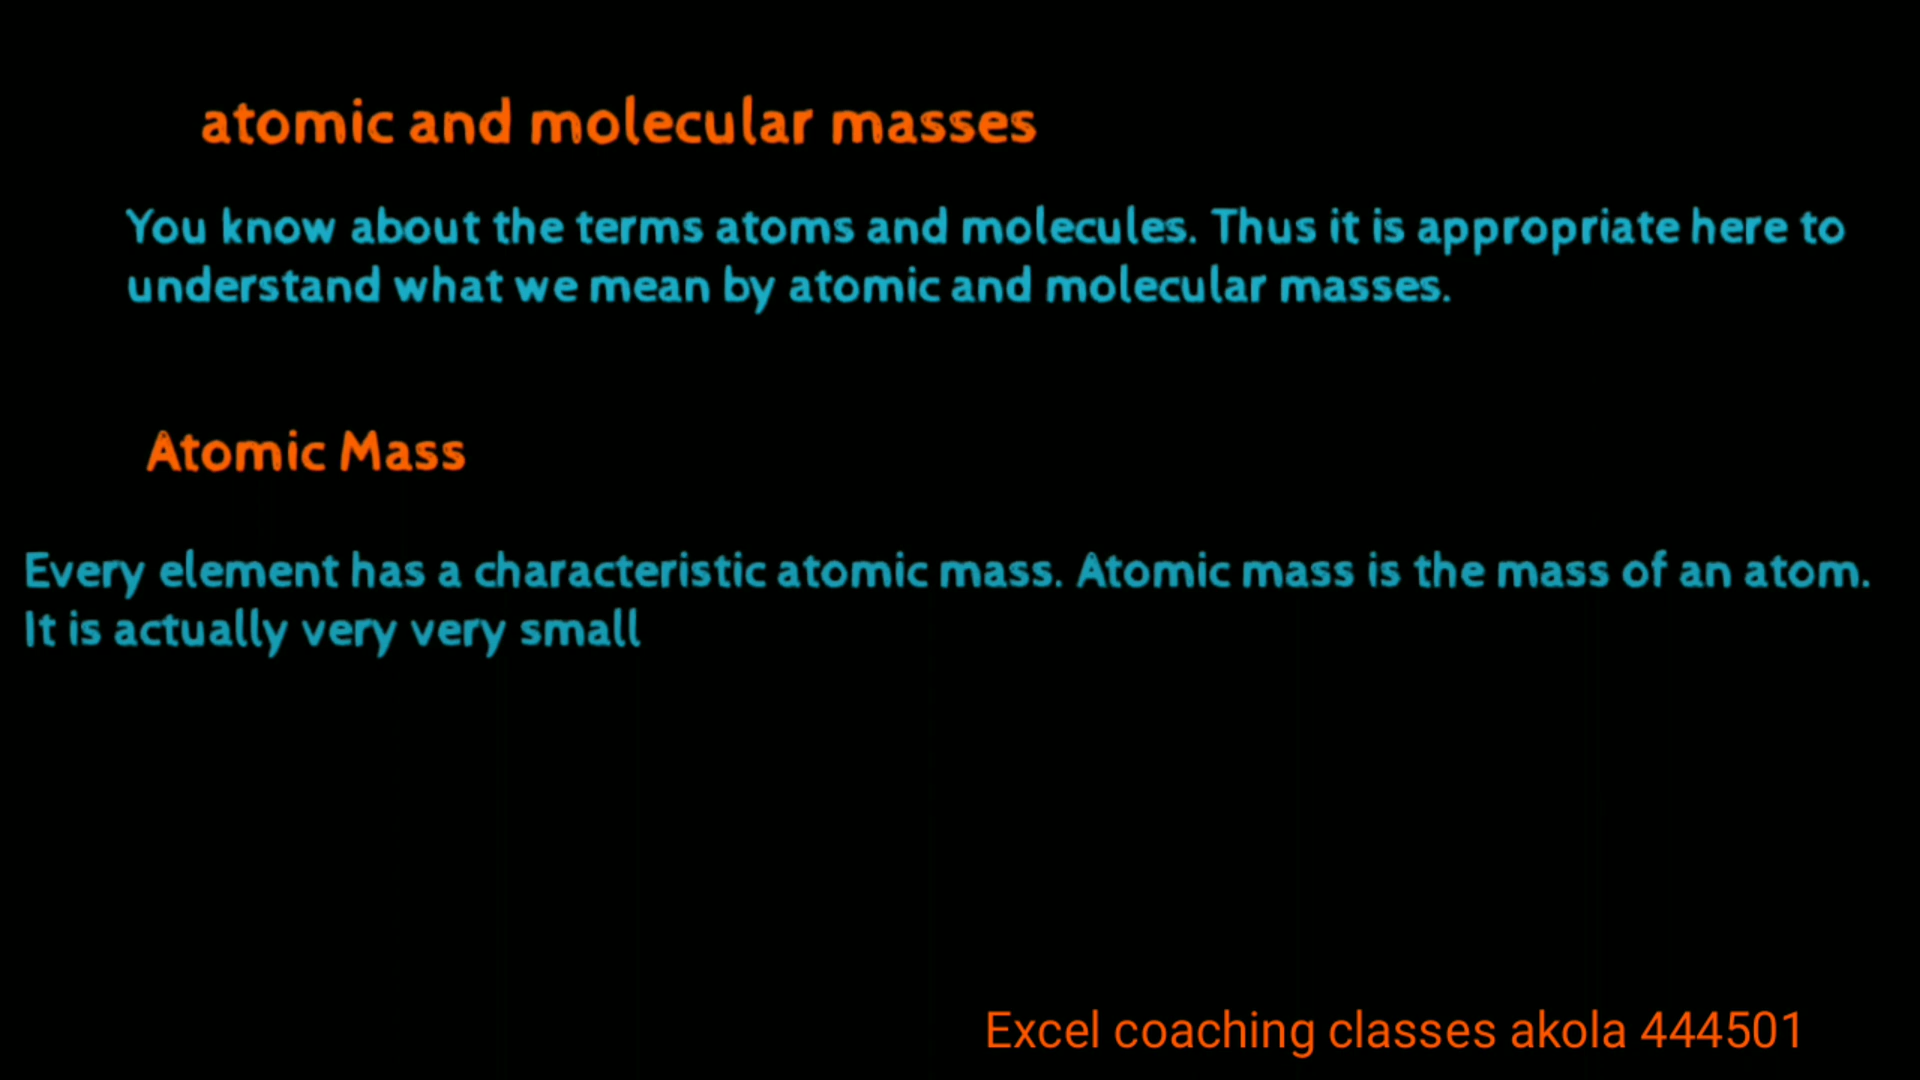 atomic and molecular masses
You know about the terms atoms and molecules. Thus it is appropriate here to
understand what we mean by atomic and molecular masses.
Atomic Mass
Every element has a characteristic atomic mass. Atomic mass is the mass of an atom.
It is actually very very small
Excel coaching classes akola 444501